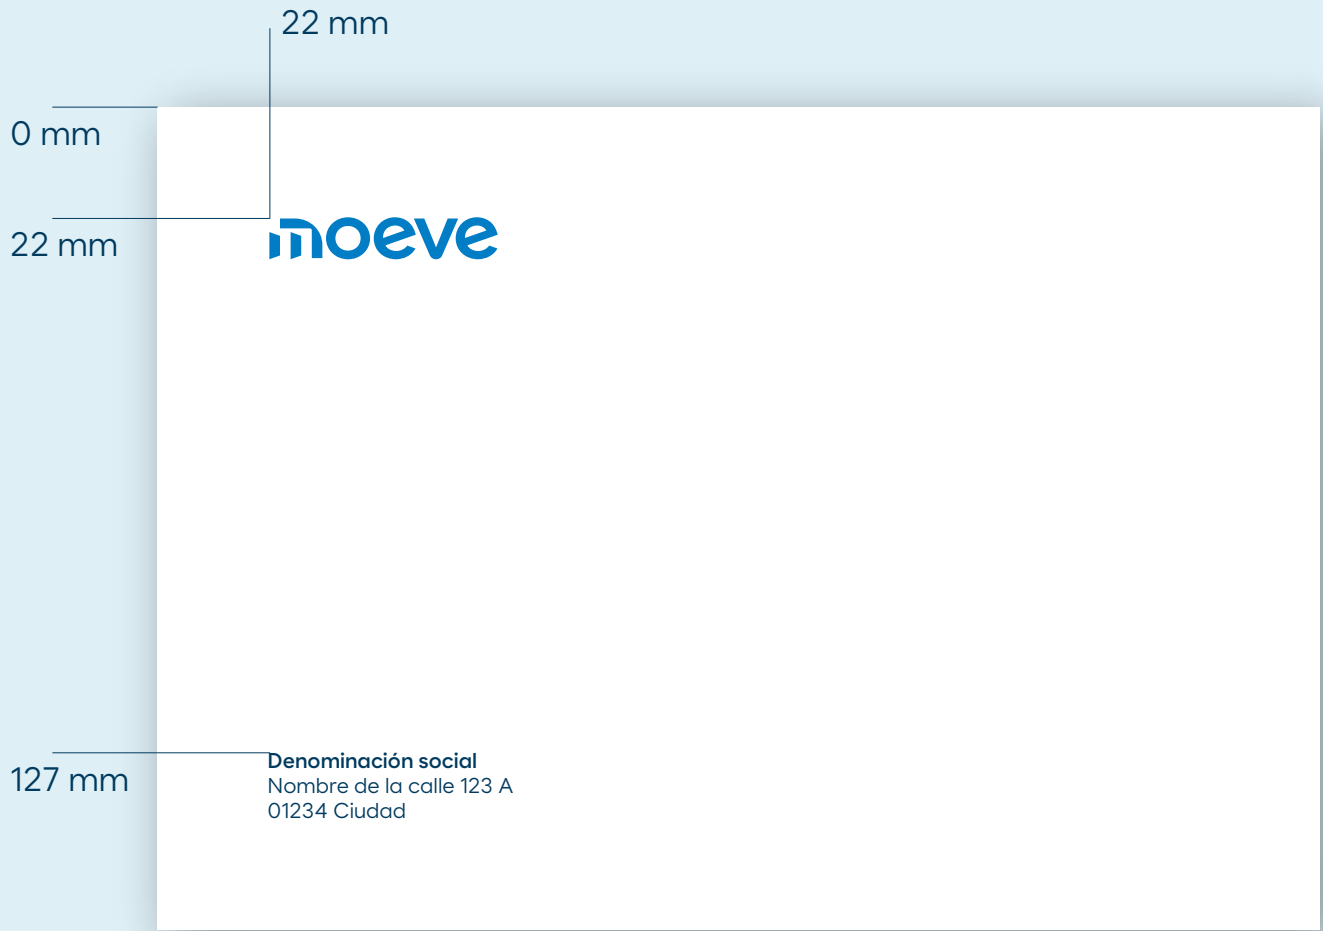 22 mm
0 mm
22 mm
moeve
127 mm
Denominación social
Nombre de la calle 123 A
01234 Ciudad